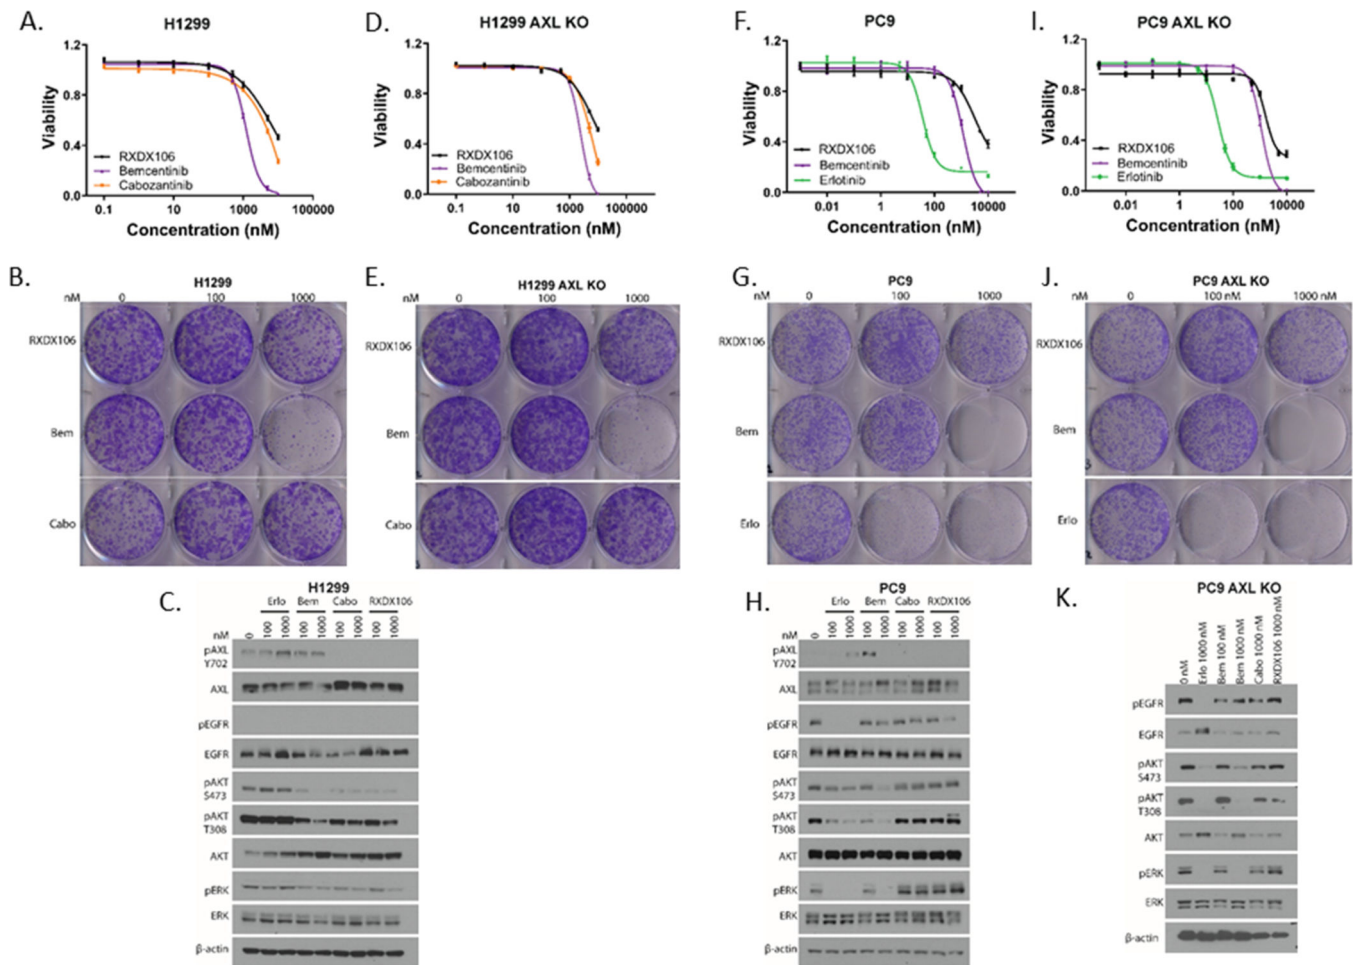 A.
H1299
1.2
0.8
0.4
0.0
Viability
RXDX106
Bemcentinib
Cabozantinib
0.1 10 1000 100000
Concentration (nM)
D.
H1299 AXL KO
1.2
0.8
0.4
0.0
Viability
RXDX106
Bemcentinib
Cabozantinib
0.1 10 1000 100000
Concentration (nM)
F.
PC9
1.2
0.8
0.4
0.0
Viability
RXDX106
Bemcentinib
Erlotinib
0.01 1 100 10000
Concentration (nM)
I.
PC9 AXL KO
1.2
0.8
0.4
0.0
Viability
RXDX106
Bemcentinib
Erlotinib
0.01 1 100 10000
Concentration (nM)
B.
H1299
nM 0 100 1000
RXDX106
Bem
Cabo
E.
H1299 AXL KO
nM 0 100 1000
RXDX106
Bem
Cabo
G.
PC9
nM 0 100 1000
RXDX106
Bem
Erlo
J.
PC9 AXL KO
nM 0 100 nM 1000 nM
RXDX106
Bem
Erlo
C.
H1299
Erlo Bem Cabo RXDX106
nM 0 100 1000 100 1000 100 1000 100 1000
pAXL
Y702
AXL
pEGFR
EGFR
pAKT
S473
pAKT
T308
AKT
pERK
ERK
β-actin
H.
PC9
Erlo Bem Cabo RXDX106
nM 0 100 1000 100 1000 100 1000 100 1000
pAXL
Y702
AXL
pEGFR
EGFR
pAKT
S473
pAKT
T308
AKT
pERK
ERK
β-actin
K.
PC9 AXL KO
0 nM
Erlo 1000 nM
Bem 100 nM
Bem 1000 nM
Cabo 1000 nM
RXDX106 1000 nM
pEGFR
EGFR
pAKT
S473
pAKT
T308
AKT
pERK
ERK
β-actin